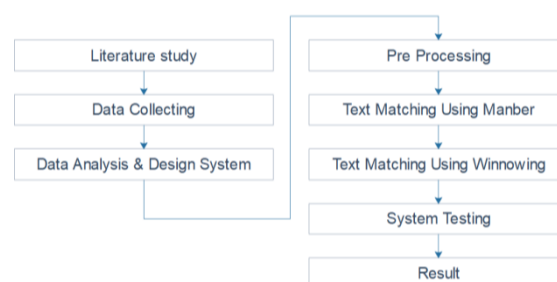 Literature study
Data Collecting
Data Analysis & Design System
Pre Processing
Text Matching Using Manber
Text Matching Using Winnowing
System Testing
Result